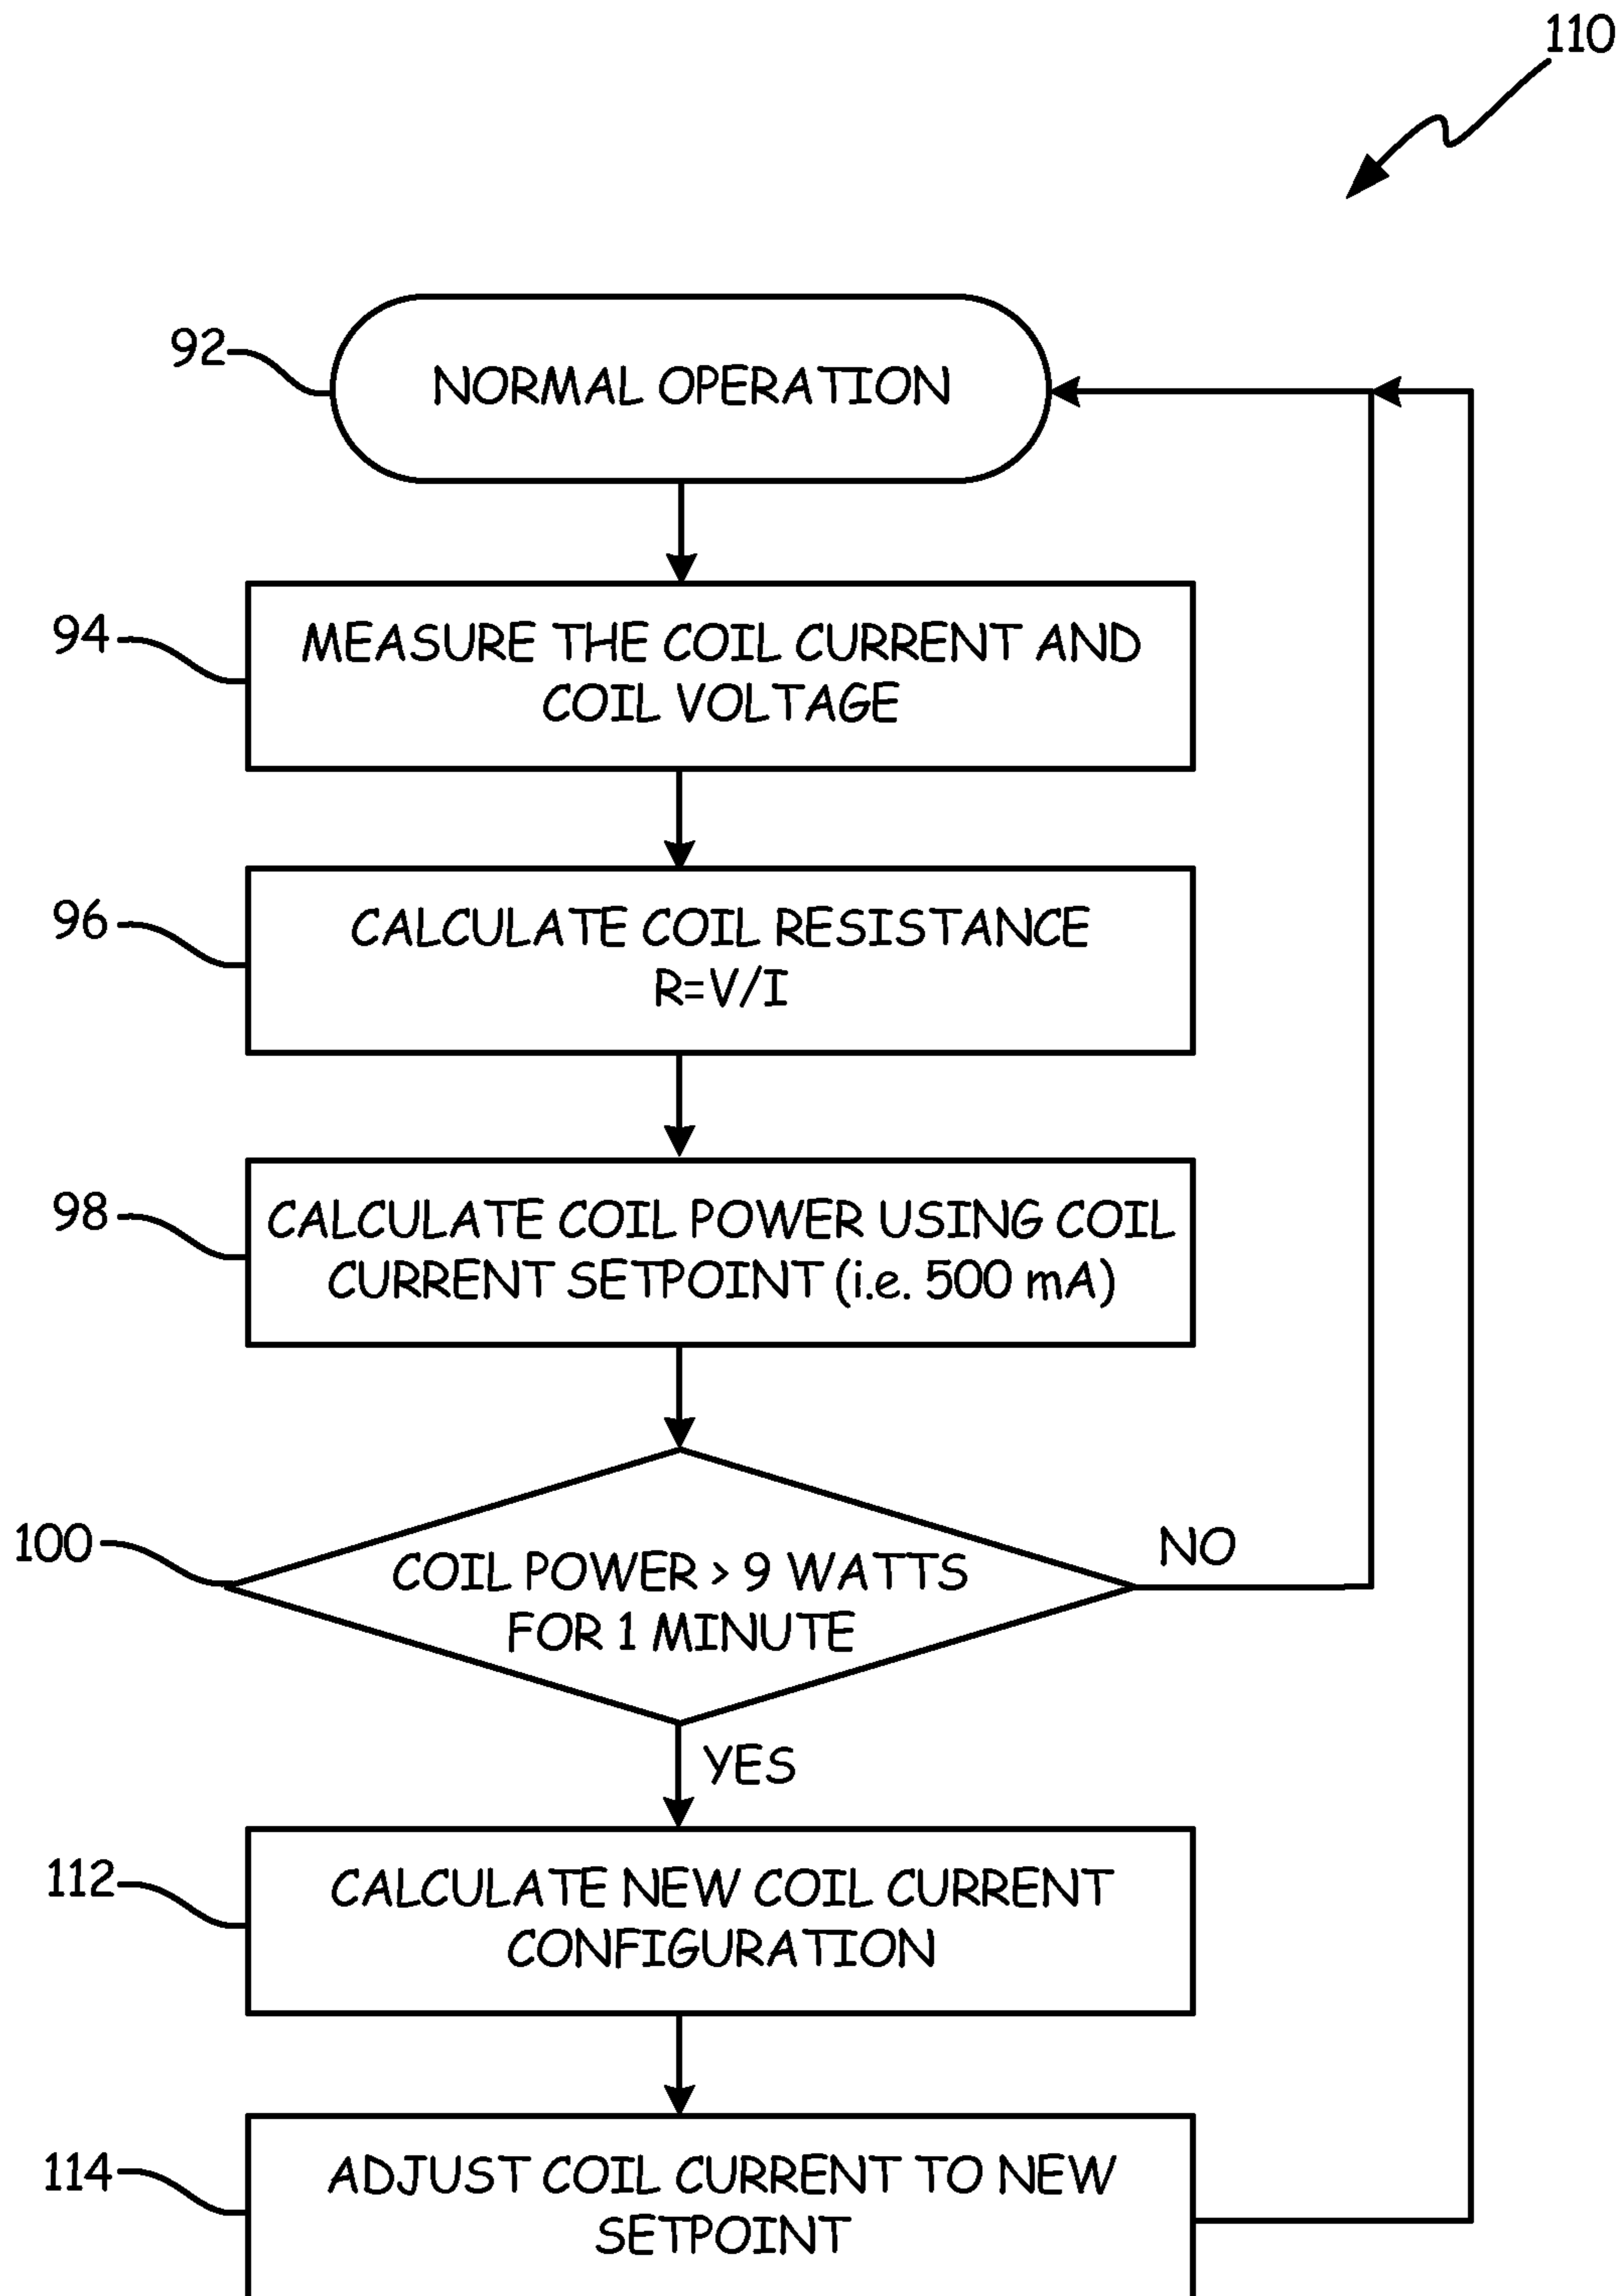 110
92
NORMAL OPERATION
94
MEASURE THE COIL CURRENT AND
COIL VOLTAGE
96
CALCULATE COIL RESISTANCE
R=V/I
98
CALCULATE COIL POWER USING COIL
CURRENT SETPOINT (i.e. 500 mA)
100
COIL POWER > 9 WATTS
FOR 1 MINUTE
NO
YES
112
CALCULATE NEW COIL CURRENT
CONFIGURATION
114
ADJUST COIL CURRENT TO NEW
SETPOINT